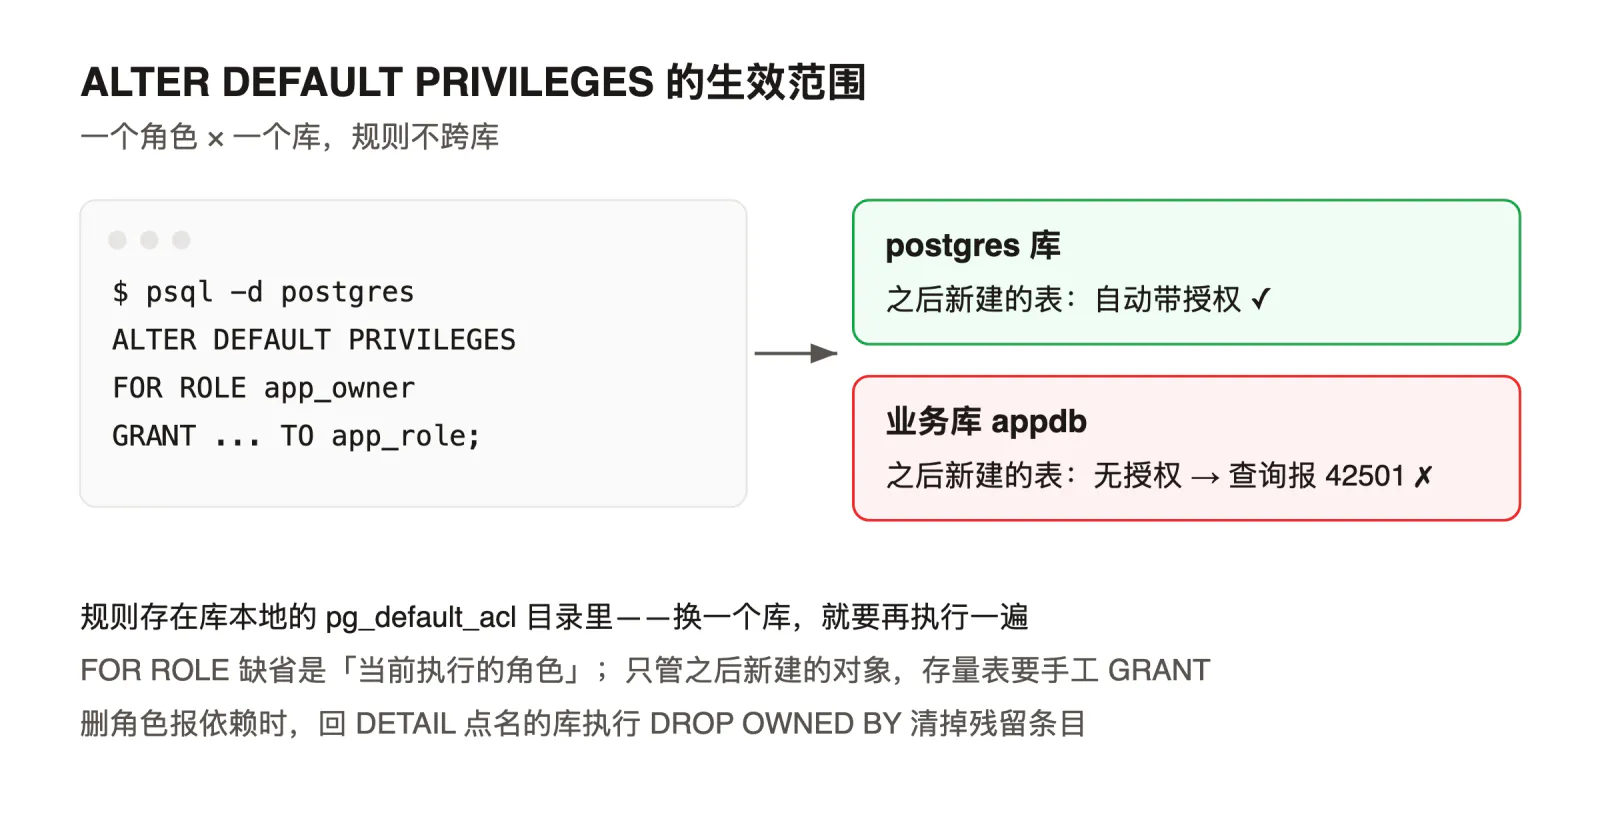 ALTER DEFAULT PRIVILEGES 的生效范围
一个角色 × 一个库，规则不跨库
$ psql -d postgres
ALTER DEFAULT PRIVILEGES
FOR ROLE app_owner
GRANT ... TO app_role;
postgres 库
之后新建的表：自动带授权 ✓
业务库 appdb
之后新建的表：无授权 → 查询报 42501 ✗
规则存在库本地的 pg_default_acl 目录里——换一个库，就要再执行一遍
FOR ROLE 缺省是「当前执行的角色」；只管之后新建的对象，存量表要手工 GRANT
删角色报依赖时，回 DETAIL 点名的库执行 DROP OWNED BY 清掉残留条目